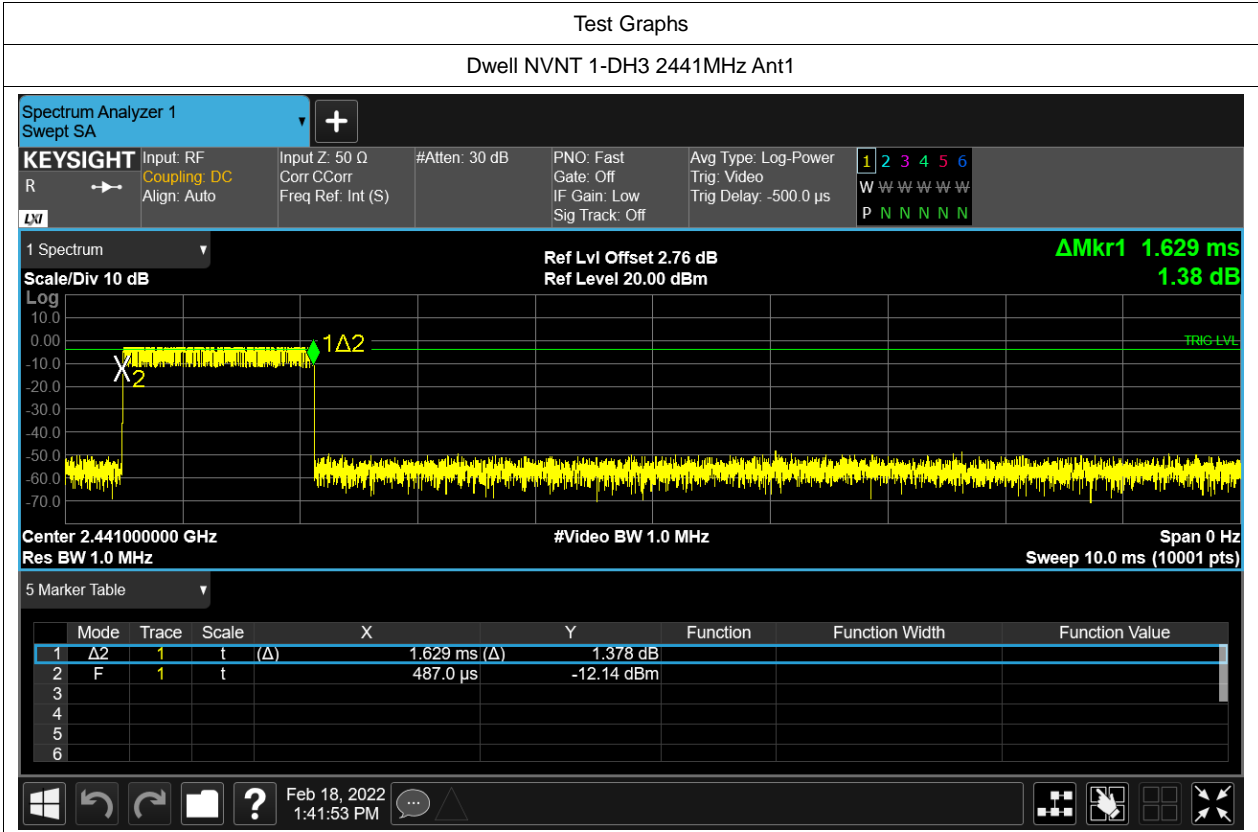 Test Graphs
Dwell NVNT 1-DH3 2441MHz Ant1
Spectrum Analyzer 1
Swept SA
KEYSIGHT Input: RF Input Z: 50 Ω #Atten: 30 dB PNO: Fast Avg Type: Log-Power 1 2 3 4 5 6
R Coupling: DC Corr CCorr Gate: Off Trig: Video W W W W W W
Align: Auto Freq Ref: Int (S) IF Gain: Low Trig Delay: -500.0 µs
LXI Sig Track: Off P N N N N N
1 Spectrum Ref Lvl Offset 2.76 dB ΔMkr1 1.629 ms
Scale/Div 10 dB Ref Level 20.00 dBm 1.38 dB
Log
10.0
0.00 1Δ2 TRIG LVL
-10.0 X2
-20.0
-30.0
-40.0
-50.0
-60.0
-70.0
Center 2.441000000 GHz #Video BW 1.0 MHz Span 0 Hz
Res BW 1.0 MHz Sweep 10.0 ms (10001 pts)
5 Marker Table
Mode Trace Scale X Y Function Function Width Function Value
1 Δ2 1 t (Δ) 1.629 ms (Δ) 1.378 dB
2 F 1 t 487.0 µs -12.14 dBm
3
4
5
6
? Feb 18, 2022
1:41:53 PM